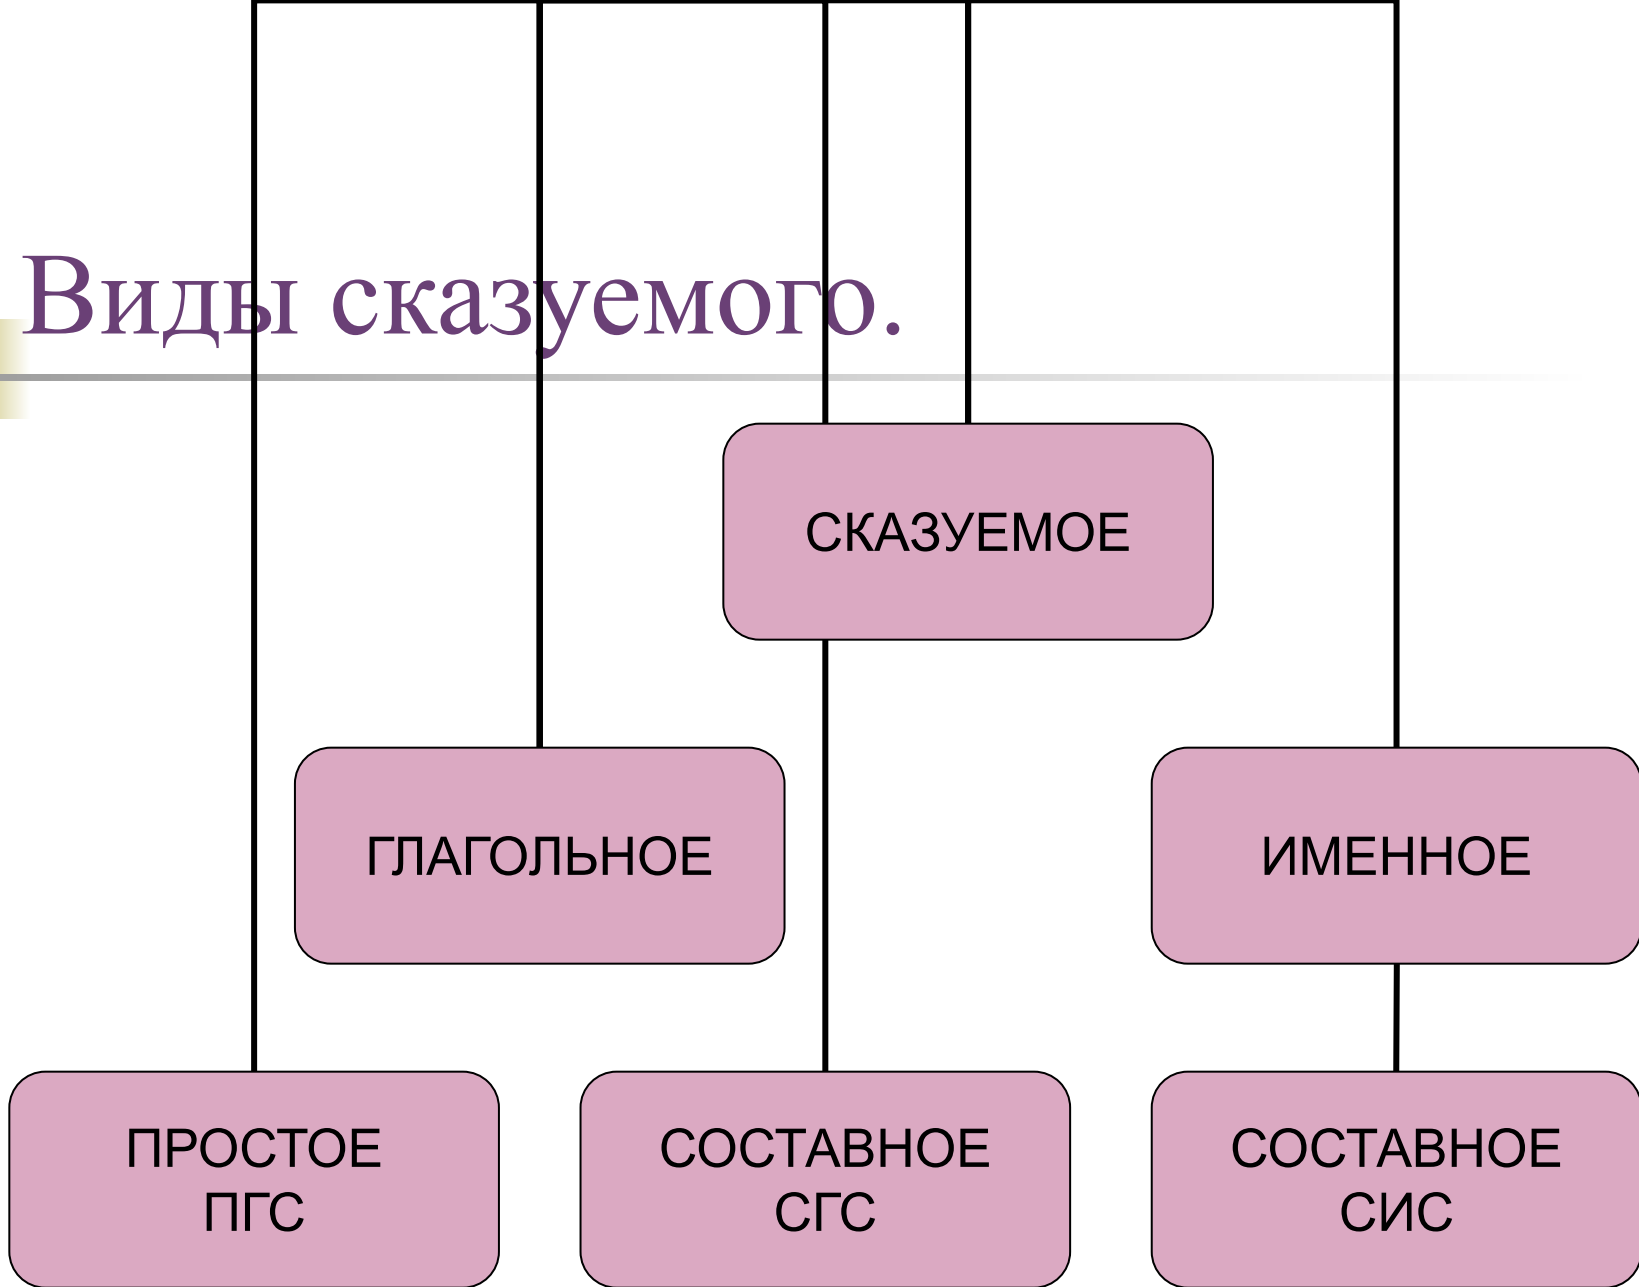 Виды сказуемого.
СКАЗУЕМОЕ
ГЛАГОЛЬНОЕ
ИМЕННОЕ
ПРОСТОЕ
ПГС
СОСТАВНОЕ
СГС
СОСТАВНОЕ
СИС